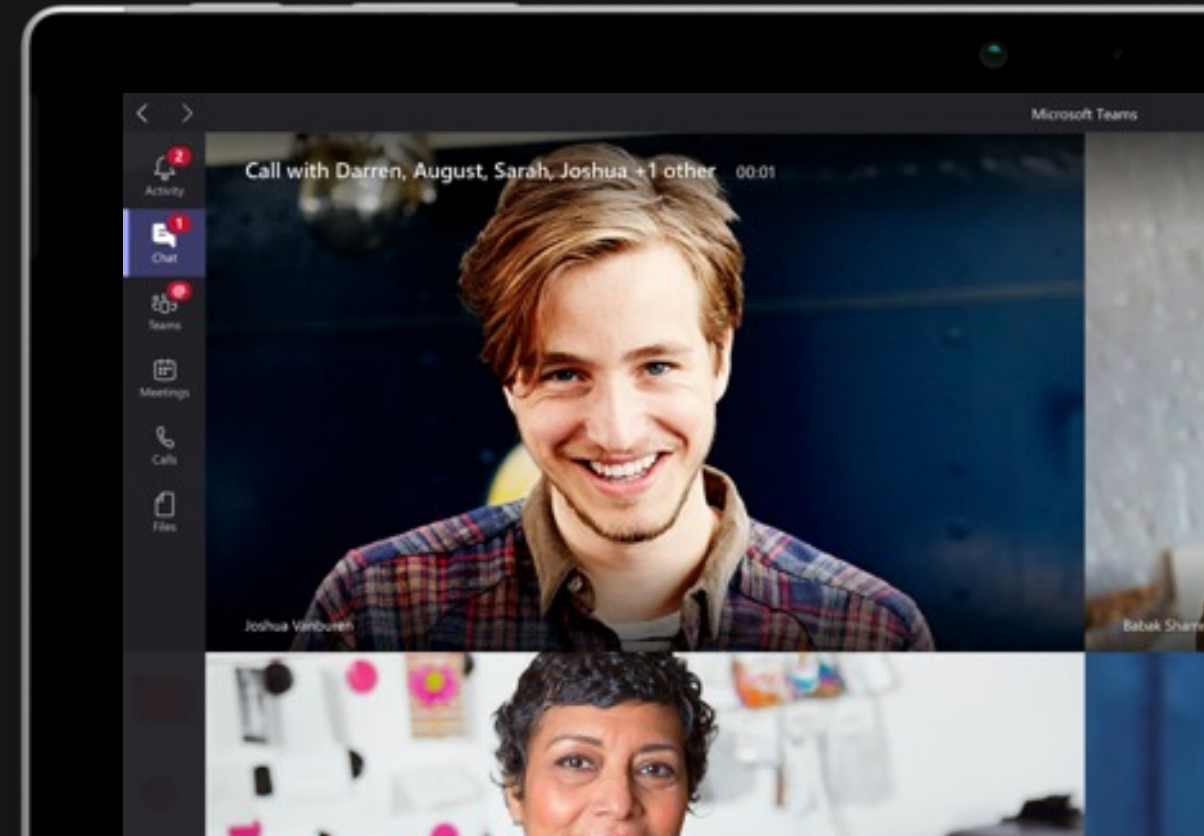 Microsoft Teams
Call with Darren, August, Sarah, Joshua +1 other 00:01
2
Activity
1
Chat
@
Teams
Meetings
Calls
Files
Joshua Vanburen
Babak